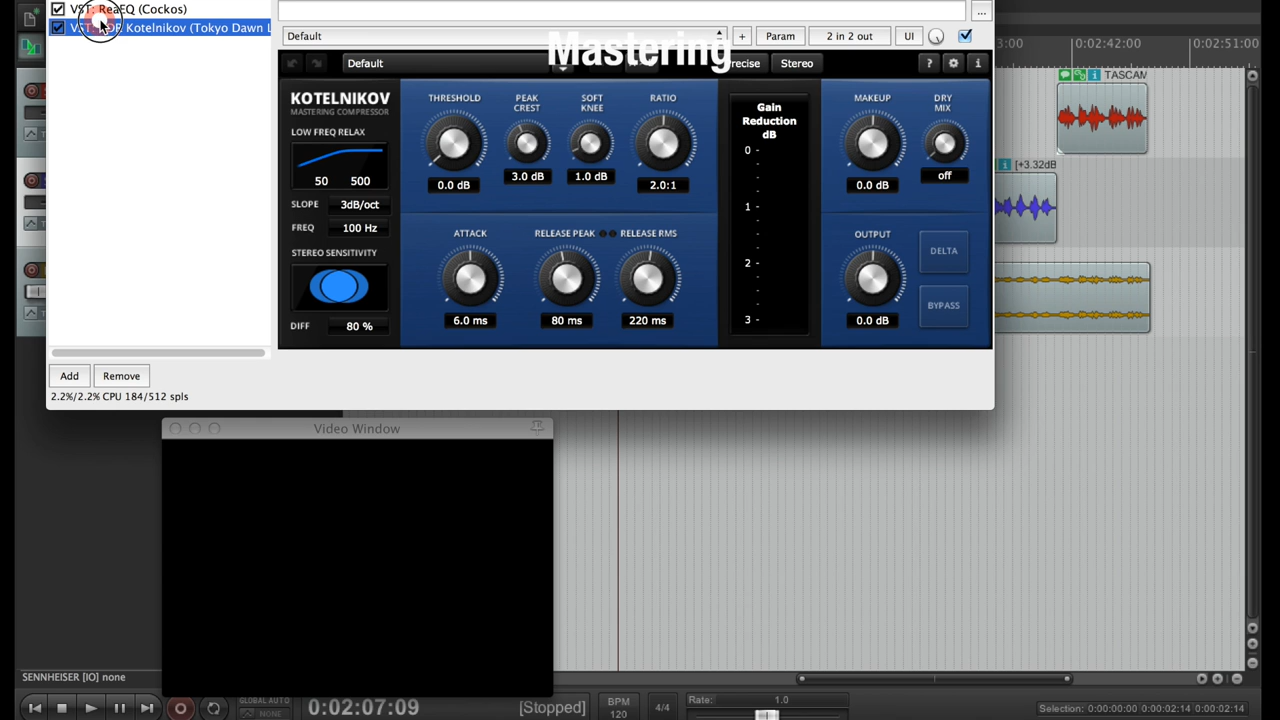 VST: ReaEQ (Cockos)
Kotelnikov (Tokyo Dawn L
...
Default
+
Param
2 in 2 out
UI
Mastering
Default
Stereo
?
i
KOTELNIKOV
MASTERING COMPRESSOR
LOW FREQ RELAX
50 500
SLOPE 3dB/oct
FREQ 100 Hz
STEREO SENSITIVITY
DIFF 80 %
THRESHOLD
0.0 dB
PEAK CREST
3.0 dB
SOFT KNEE
1.0 dB
RATIO
2.0:1
ATTACK
6.0 ms
RELEASE PEAK
80 ms
RELEASE RMS
220 ms
Gain
Reduction
dB
0 -
1 -
2 -
3 -
MAKEUP
0.0 dB
DRY MIX
off
OUTPUT
0.0 dB
DELTA
BYPASS
3:00
0:02:42:00
0:02:51:00
TASCAM
[+3.32dB
Add
Remove
2.2%/2.2% CPU 184/512 spls
Video Window
SENNHEISER [IO] none
GLOBAL AUTO
NONE
0:02:07:09
[Stopped]
BPM
120
4/4
Rate:
1.0
Selection: 0:00:00:00 0:00:02:14 0:00:02:14